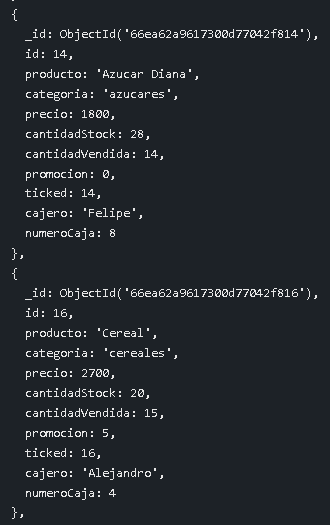 {
_id: ObjectId('66ea62a9617300d77042f814'),
id: 14,
producto: 'Azucar Diana',
categoria: 'azucares',
precio: 1800,
cantidadStock: 28,
cantidadVendida: 14,
promocion: 0,
ticked: 14,
cajero: 'Felipe',
numeroCaja: 8
},
{
_id: ObjectId('66ea62a9617300d77042f816'),
id: 16,
producto: 'Cereal',
categoria: 'cereales',
precio: 2700,
cantidadStock: 20,
cantidadVendida: 15,
promocion: 5,
ticked: 16,
cajero: 'Alejandro',
numeroCaja: 4
},